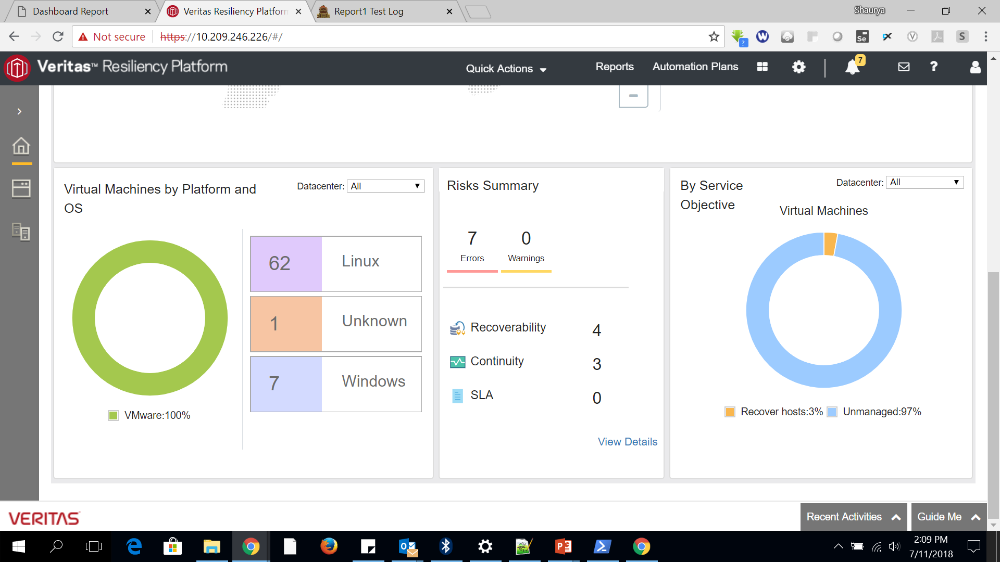 Dashboard Report
Veritas Resiliency Platform
Report1 Test Log
Shaurya
Not secure
https://10.209.246.226/#/
?
W
Se
V
S
Veritas™ Resiliency Platform
Quick Actions
Reports
Automation Plans
7
?
Virtual Machines by Platform and
OS
Datacenter: All
62 Linux
1 Unknown
7 Windows
VMware:100%
Risks Summary
7
Errors
0
Warnings
Recoverability 4
Continuity 3
SLA 0
View Details
By Service
Objective
Datacenter: All
Virtual Machines
Recover hosts:3%
Unmanaged:97%
VERITAS
Recent Activities
Guide Me
2:09 PM
7/11/2018